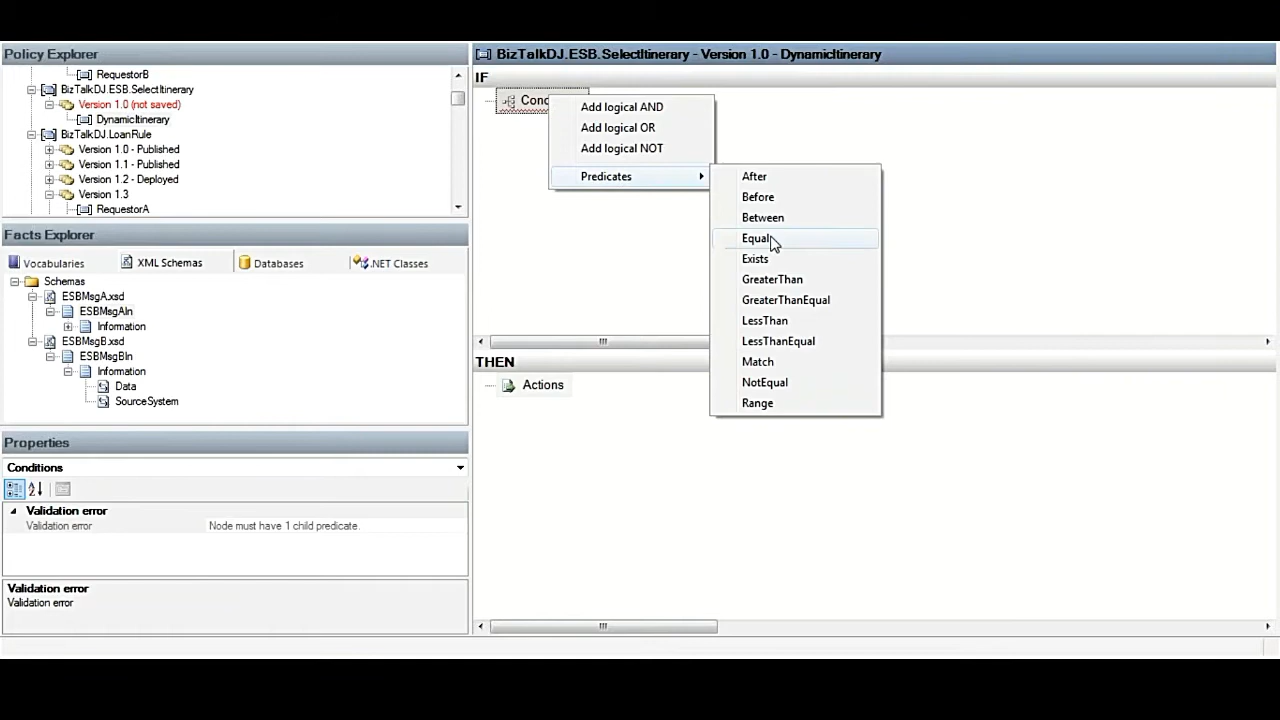 Policy Explorer
RequestorB
BizTalkDJ.ESB.SelectItinerary
Version 1.0 (not saved)
DynamicItinerary
BizTalkDJ.LoanRule
Version 1.0 - Published
Version 1.1 - Published
Version 1.2 - Deployed
Version 1.3
RequestorA
Facts Explorer
Vocabularies
XML Schemas
Databases
.NET Classes
Schemas
ESBMsgA.xsd
ESBMsgAIn
Information
ESBMsgB.xsd
ESBMsgBIn
Information
Data
SourceSystem
Properties
Conditions
Validation error
Validation error Node must have 1 child predicate.
Validation error
Validation error
BizTalkDJ.ESB.SelectItinerary - Version 1.0 - DynamicItinerary
IF
Conc
Add logical AND
Add logical OR
Add logical NOT
Predicates
After
Before
Between
Equal
Exists
GreaterThan
GreaterThanEqual
LessThan
LessThanEqual
Match
NotEqual
Range
THEN
Actions